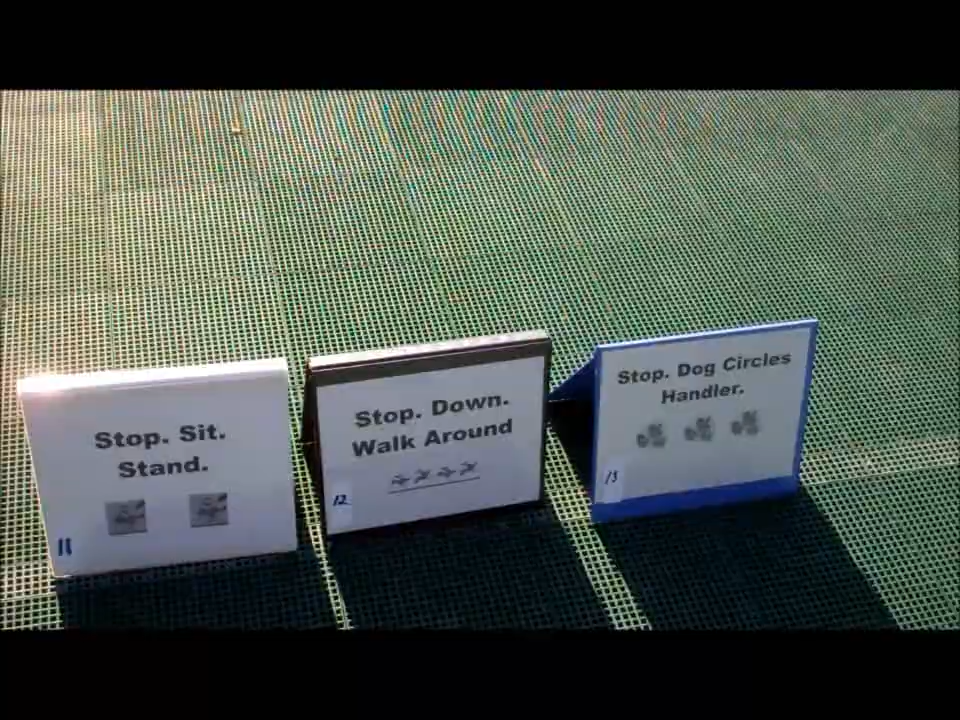 Stop. Sit.
Stand.
11
Stop. Down.
Walk Around
12
Stop. Dog Circles
Handler.
13